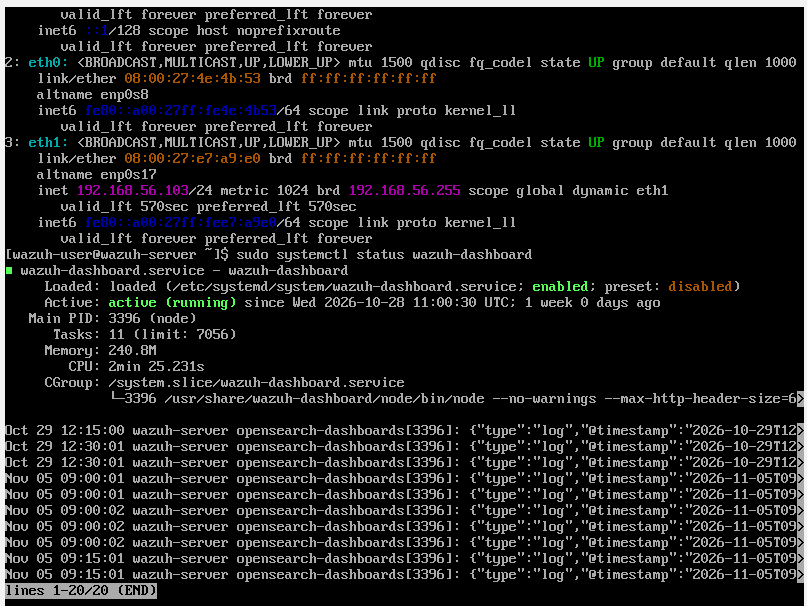 valid_lft forever preferred_lft forever
inet6 ::1/128 scope host noprefixroute
valid_lft forever preferred_lft forever
2: eth0: <BROADCAST,MULTICAST,UP,LOWER_UP> mtu 1500 qdisc fq_codel state UP group default qlen 1000
link/ether 08:00:27:4e:4b:53 brd ff:ff:ff:ff:ff:ff
altname enp0s8
inet6 fe80::a00:27ff:fe4e:4b53/64 scope link proto kernel_ll
valid_lft forever preferred_lft forever
3: eth1: <BROADCAST,MULTICAST,UP,LOWER_UP> mtu 1500 qdisc fq_codel state UP group default qlen 1000
link/ether 08:00:27:e7:a9:e0 brd ff:ff:ff:ff:ff:ff
altname enp0s17
inet 192.168.56.103/24 metric 1024 brd 192.168.56.255 scope global dynamic eth1
valid_lft 570sec preferred_lft 570sec
inet6 fe80::a00:27ff:fee7:a9e0/64 scope link proto kernel_ll
valid_lft forever preferred_lft forever
[wazuh-user@wazuh-server ~]$ sudo systemctl status wazuh-dashboard
■ wazuh-dashboard.service - wazuh-dashboard
Loaded: loaded (/etc/systemd/system/wazuh-dashboard.service; enabled; preset: disabled)
Active: active (running) since Wed 2026-10-28 11:00:30 UTC; 1 week 0 days ago
Main PID: 3396 (node)
Tasks: 11 (limit: 7056)
Memory: 240.8M
CPU: 2min 25.231s
CGroup: /system.slice/wazuh-dashboard.service
└─3396 /usr/share/wazuh-dashboard/node/bin/node --no-warnings --max-http-header-size=6>
Oct 29 12:15:00 wazuh-server opensearch-dashboards[3396]: {"type":"log","@timestamp":"2026-10-29T12>
Oct 29 12:30:01 wazuh-server opensearch-dashboards[3396]: {"type":"log","@timestamp":"2026-10-29T12>
Oct 29 12:30:01 wazuh-server opensearch-dashboards[3396]: {"type":"log","@timestamp":"2026-10-29T12>
Nov 05 09:00:01 wazuh-server opensearch-dashboards[3396]: {"type":"log","@timestamp":"2026-11-05T09>
Nov 05 09:00:01 wazuh-server opensearch-dashboards[3396]: {"type":"log","@timestamp":"2026-11-05T09>
Nov 05 09:00:02 wazuh-server opensearch-dashboards[3396]: {"type":"log","@timestamp":"2026-11-05T09>
Nov 05 09:00:02 wazuh-server opensearch-dashboards[3396]: {"type":"log","@timestamp":"2026-11-05T09>
Nov 05 09:00:02 wazuh-server opensearch-dashboards[3396]: {"type":"log","@timestamp":"2026-11-05T09>
Nov 05 09:15:01 wazuh-server opensearch-dashboards[3396]: {"type":"log","@timestamp":"2026-11-05T09>
Nov 05 09:15:01 wazuh-server opensearch-dashboards[3396]: {"type":"log","@timestamp":"2026-11-05T09>
lines 1-20/20 (END)